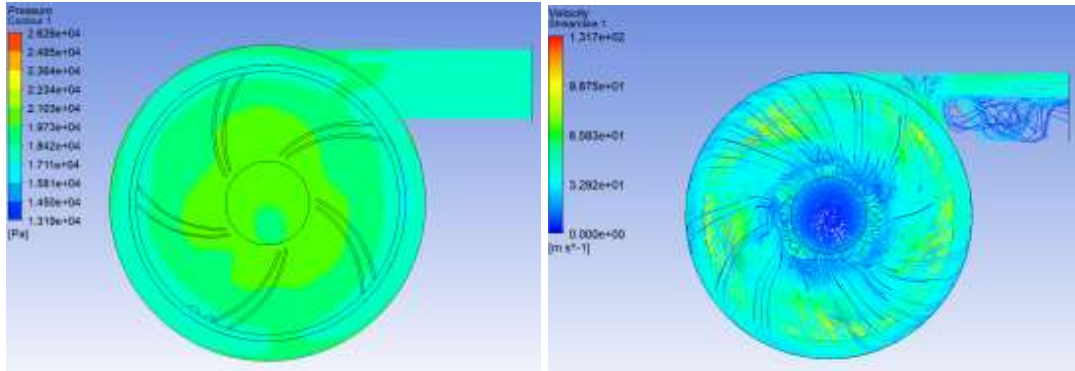 Pressure
Contour 1
2.626e+04
2.495e+04
2.364e+04
2.234e+04
2.103e+04
1.973e+04
1.842e+04
1.711e+04
1.581e+04
1.450e+04
1.319e+04
[Pa]
Velocity
Streamline 1
1.317e+02
9.875e+01
6.583e+01
3.292e+01
0.000e+00
[m s^-1]